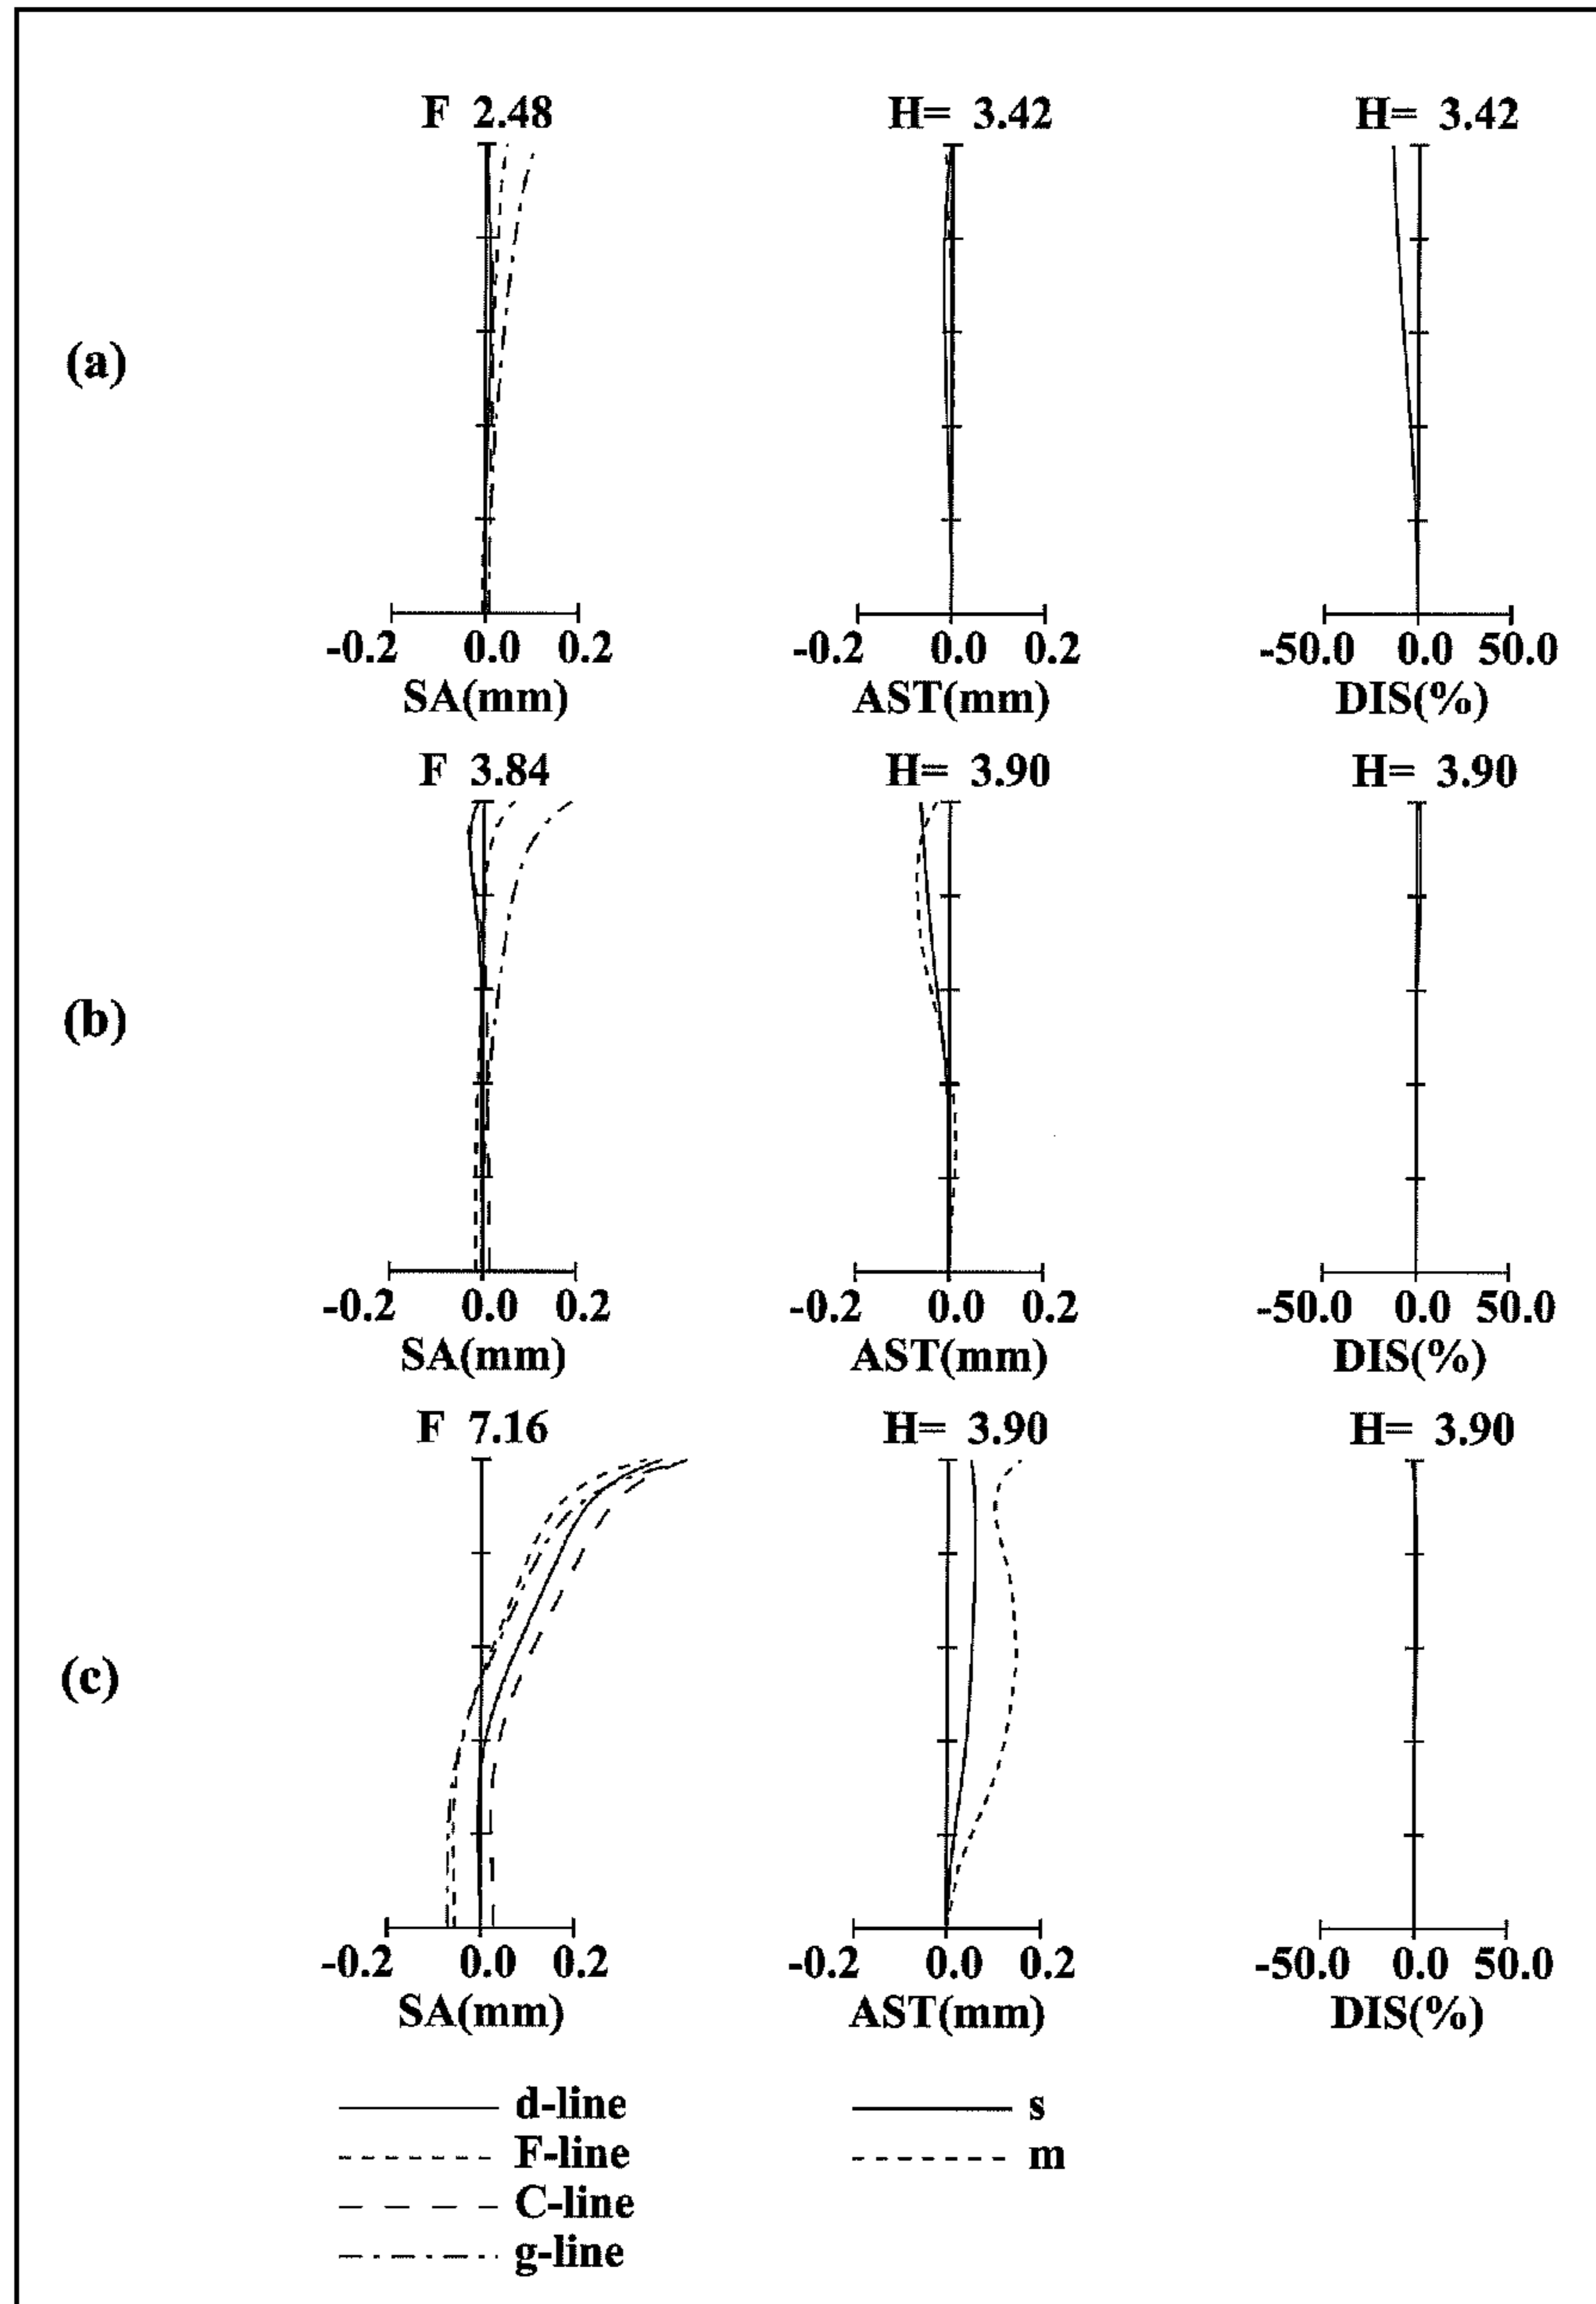 F 2.48 H= 3.42 H= 3.42
(a)
-0.2 0.0 0.2 -0.2 0.0 0.2 -50.0 0.0 50.0
SA(mm) AST(mm) DIS(%)
F 3.84 H= 3.90 H= 3.90
(b)
-0.2 0.0 0.2 -0.2 0.0 0.2 -50.0 0.0 50.0
SA(mm) AST(mm) DIS(%)
F 7.16 H= 3.90 H= 3.90
(c)
-0.2 0.0 0.2 -0.2 0.0 0.2 -50.0 0.0 50.0
SA(mm) AST(mm) DIS(%)
d-line s
F-line m
C-line
g-line